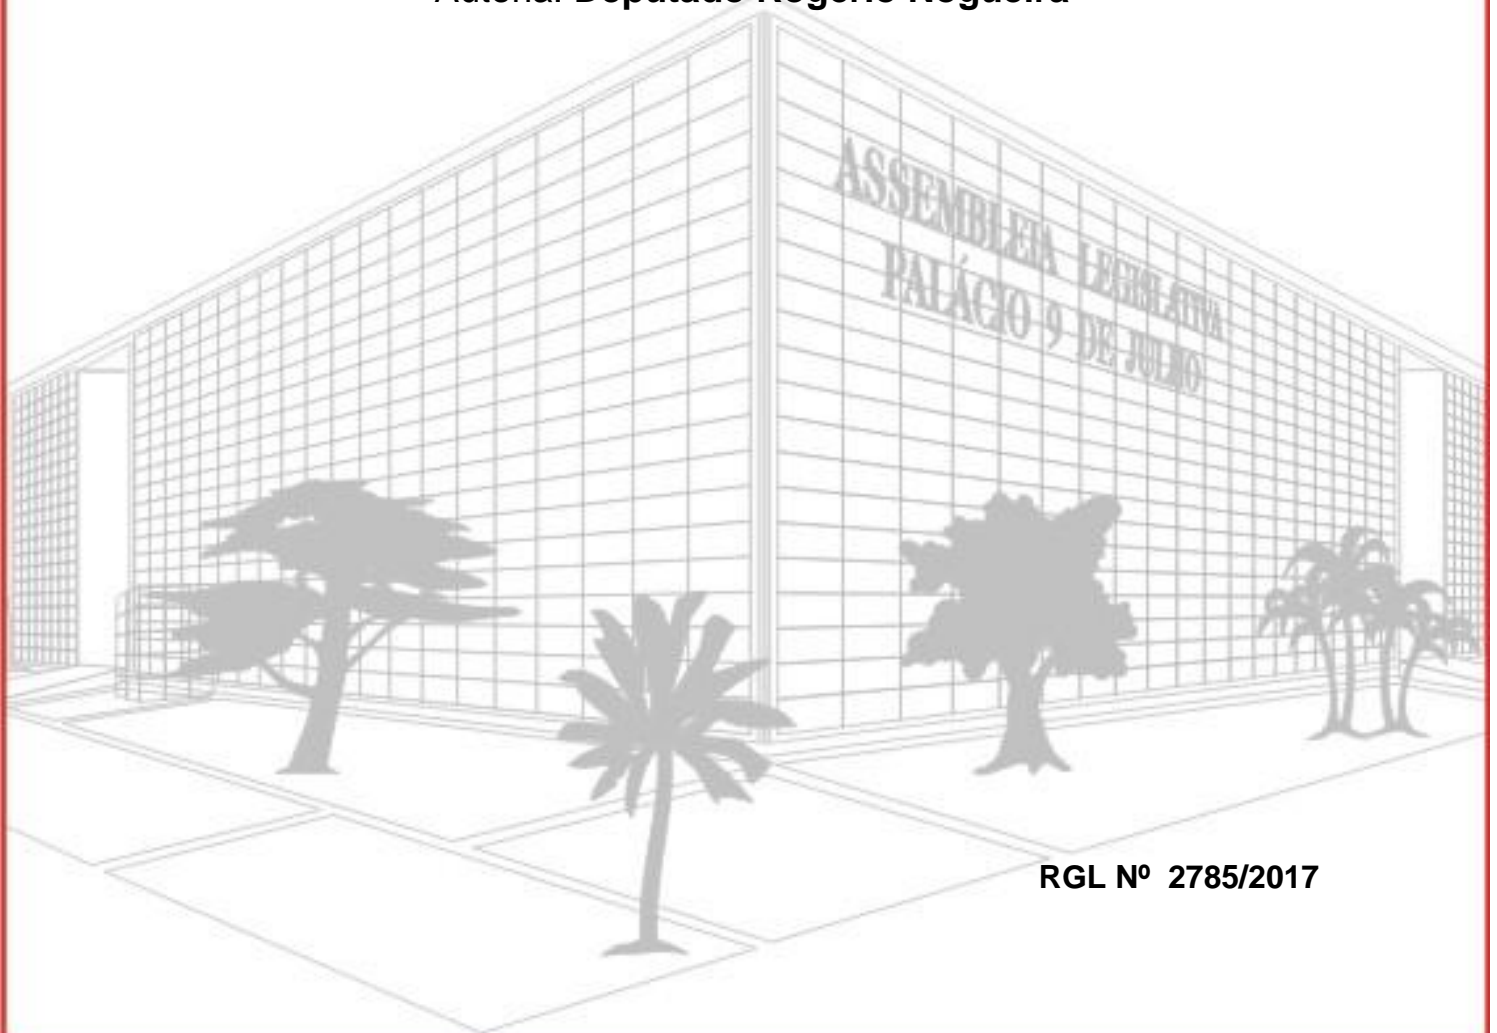 Autoria: Deputado Rogério Nogueira
ASSEMBLEIA LEGISLATIVA
PALÁCIO 9 DE JULHO
RGL Nº 2785/2017